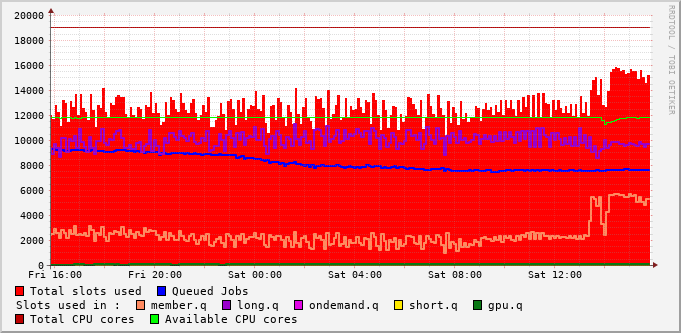 20000
18000
16000
14000
12000
10000
8000
6000
4000
2000
0
Fri 16:00 Fri 20:00 Sat 00:00 Sat 04:00 Sat 08:00 Sat 12:00
RRDTOOL / TOBI OETIKER
Total slots used Queued Jobs
Slots used in : member.q long.q ondemand.q short.q gpu.q
Total CPU cores Available CPU cores